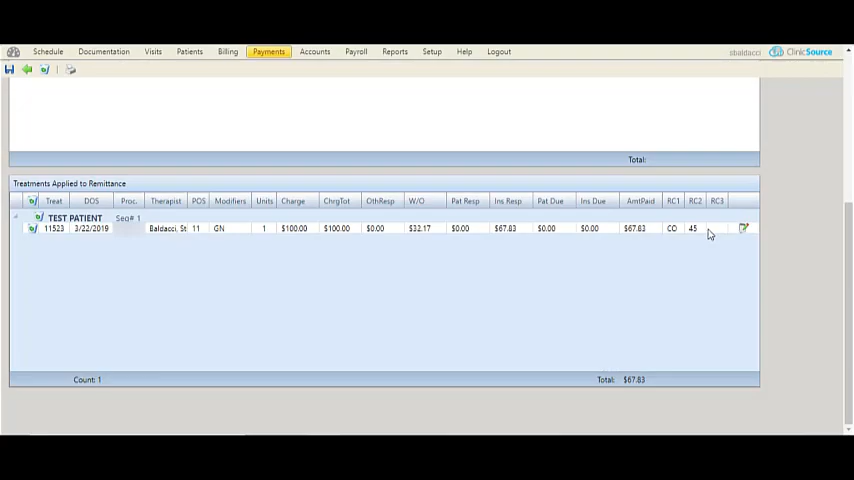 Schedule Documentation Visits Patients Billing Payments Accounts Payroll Reports Setup Help Logout sbaldacci ClinicSource
Total:
Treatments Applied to Remittance
Treat DOS Proc. Therapist POS Modifiers Units Charge ChrgTot OthResp W/O Pat Resp Ins Resp Pat Due Ins Due AmtPaid RC1 RC2 RC3
TEST PATIENT Seq# 1
11523 3/22/2019 Baldacci, St 11 GN 1 $100.00 $100.00 $0.00 $32.17 $0.00 $67.83 $0.00 $0.00 $67.83 CO 45
Count: 1 Total: $67.83